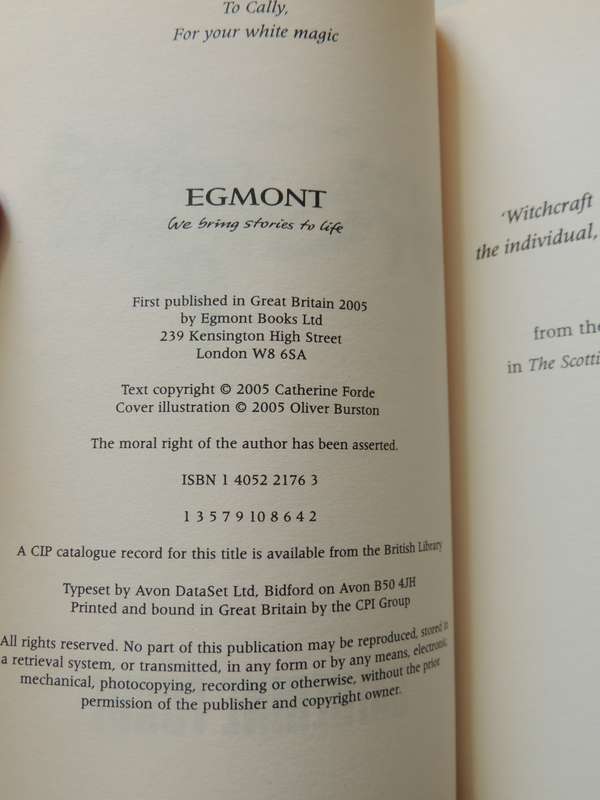 To Cally,
For your white magic
EGMONT
We bring stories to life
First published in Great Britain 2005
by Egmont Books Ltd
239 Kensington High Street
London W8 6SA
Text copyright © 2005 Catherine Forde
Cover illustration © 2005 Oliver Burston
The moral right of the author has been asserted.
ISBN 1 4052 2176 3
1 3 5 7 9 10 8 6 4 2
A CIP catalogue record for this title is available from the British Library
Typeset by Avon DataSet Ltd, Bidford on Avon B50 4JH
Printed and bound in Great Britain by the CPI Group
All rights reserved. No part of this publication may be reproduced, stored in
a retrieval system, or transmitted, in any form or by any means, electronic,
mechanical, photocopying, recording or otherwise, without the prior
permission of the publisher and copyright owner.
‘Witchcraft
the individual,
from the
in The Scotti